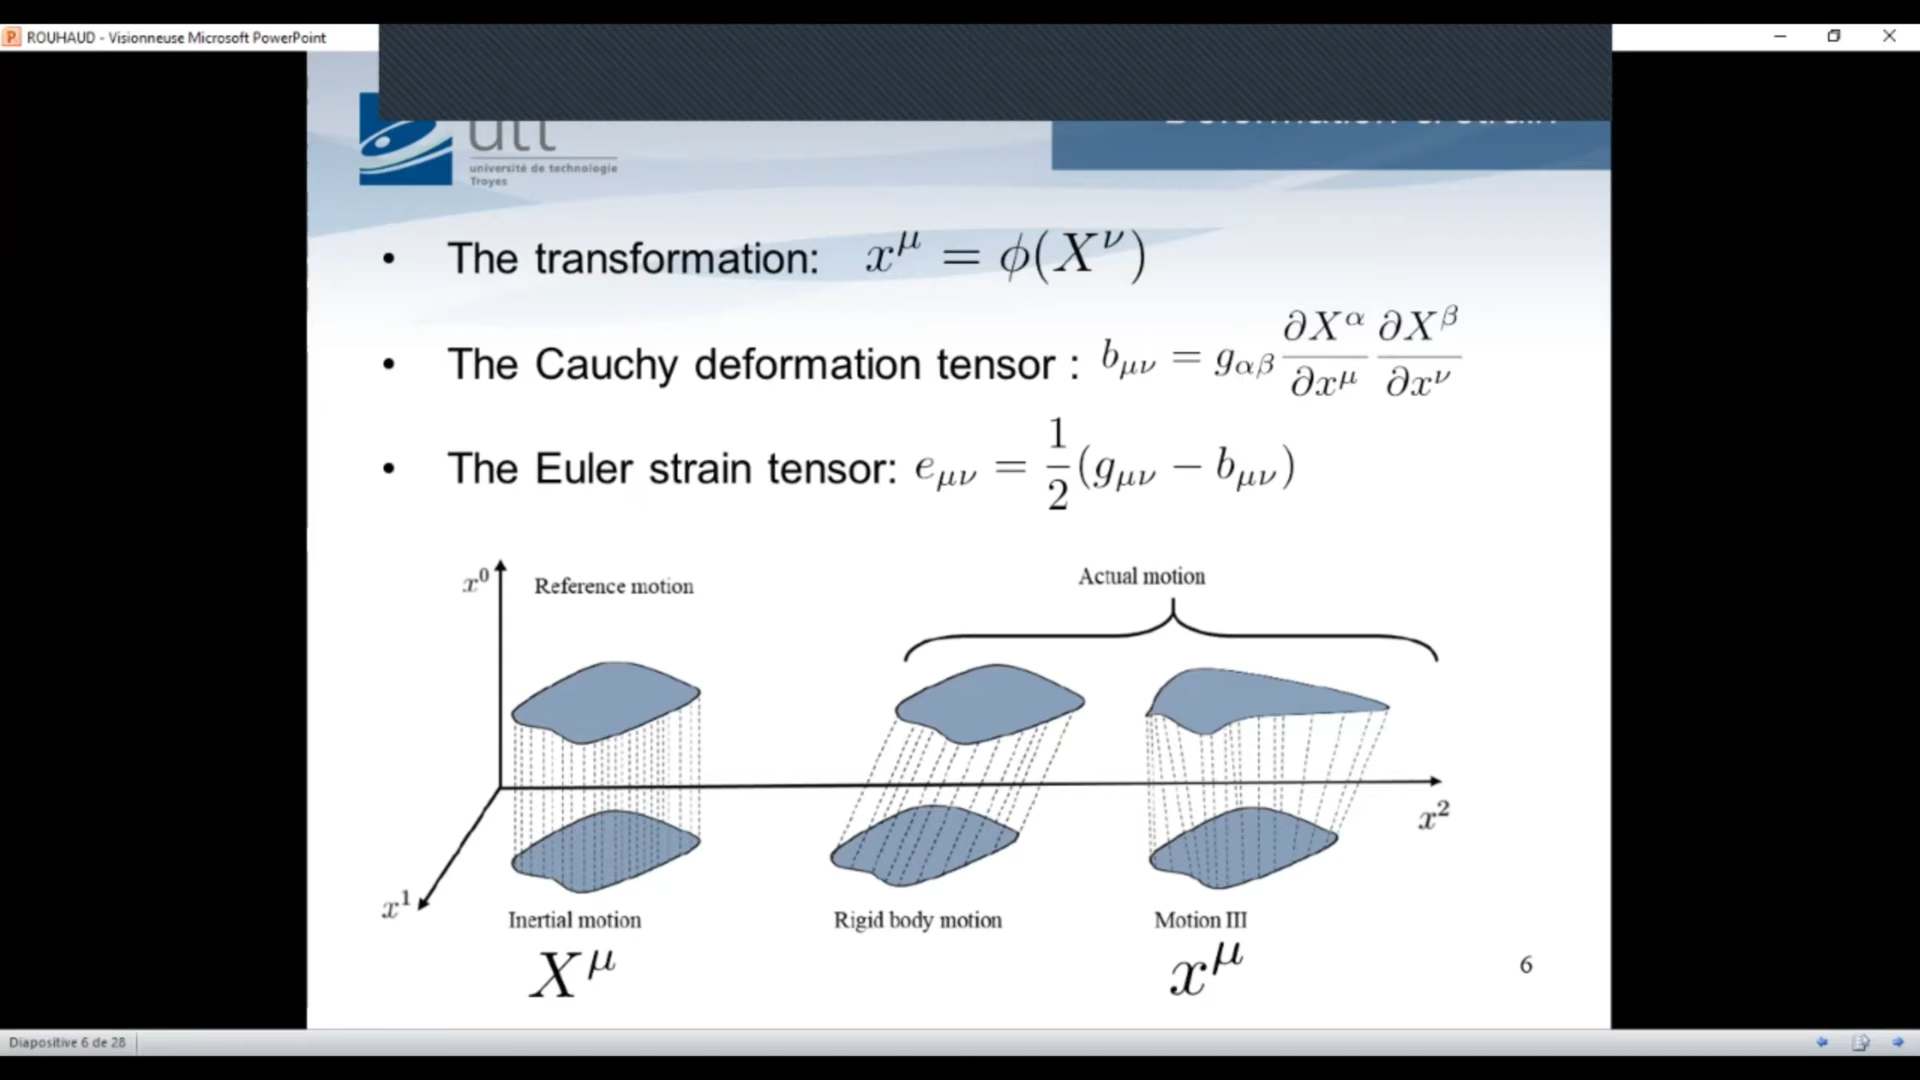 ROUHAUD - Visionneuse Microsoft PowerPoint
utt
université de technologie
Troyes
• The transformation: x^μ = ϕ(X^ν)
• The Cauchy deformation tensor : b_μν = g_αβ ∂X^α/∂x^μ ∂X^β/∂x^ν
• The Euler strain tensor: e_μν = 1/2 (g_μν − b_μν)
x^0 Reference motion Actual motion
x^2
x^1
Inertial motion Rigid body motion Motion III
X^μ x^μ
6
Diapositive 6 de 28